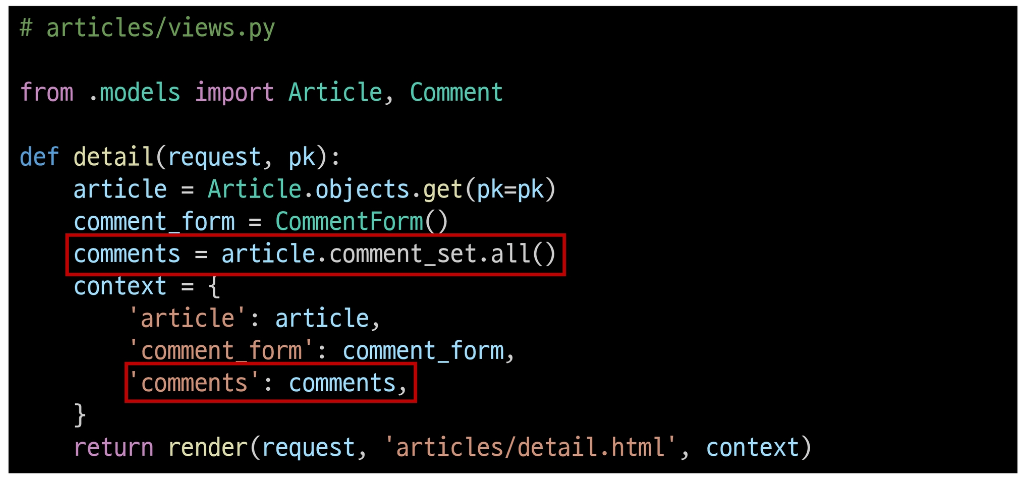 # articles/views.py
from .models import Article, Comment
def detail(request, pk):
    article = Article.objects.get(pk=pk)
    comment_form = CommentForm()
    comments = article.comment_set.all()
    context = {
        'article': article,
        'comment_form': comment_form,
        'comments': comments,
    }
    return render(request, 'articles/detail.html', context)